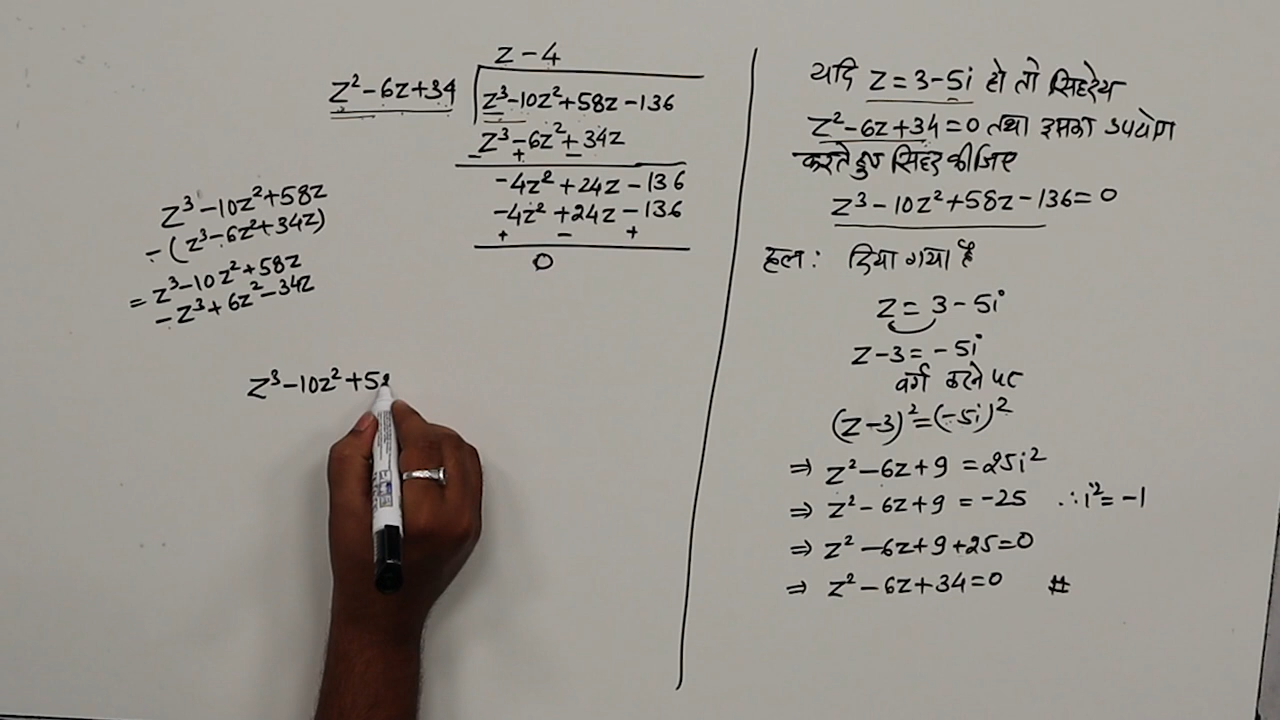 z - 4
z² - 6z + 34 | z³ - 10z² + 58z - 136
z³ - 6z² + 34z
- + -
-4z² + 24z - 136
-4z² + 24z - 136
+ - +
0
z³ - 10z² + 58z
- (z³ - 6z² + 34z)
= z³ - 10z² + 58z
- z³ + 6z² - 34z
z³ - 10z² + 58
यदि z = 3 - 5i हो तो सिद्ध
z² - 6z + 34 = 0 तथा इसका उपयोग
करते हुए सिद्ध कीजिए
z³ - 10z² + 58z - 136 = 0
हल : दिया गया है
z = 3 - 5i
z - 3 = - 5i
वर्ग करने पर
(z - 3)² = (-5i)²
⇒ z² - 6z + 9 = 25i²
⇒ z² - 6z + 9 = -25 ∴ i² = -1
⇒ z² - 6z + 9 + 25 = 0
⇒ z² - 6z + 34 = 0 #